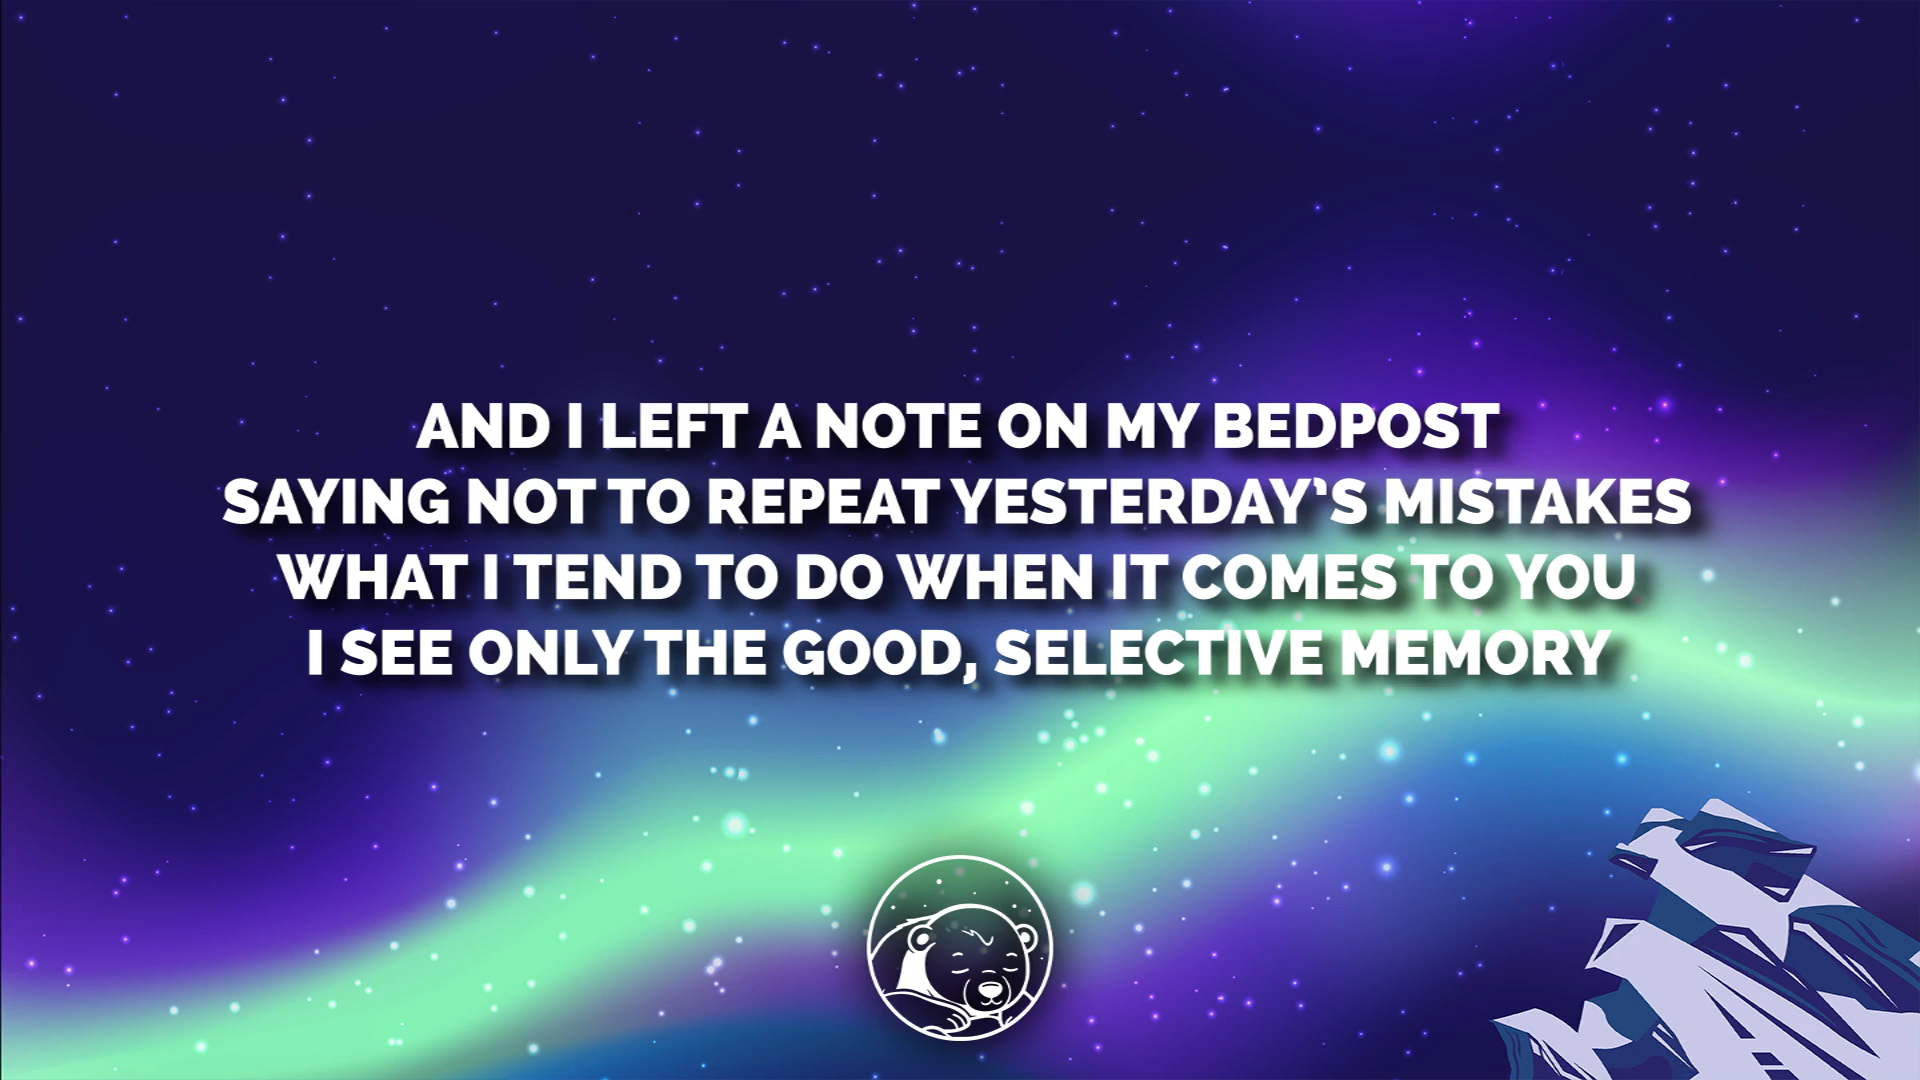 AND I LEFT A NOTE ON MY BEDPOST
SAYING NOT TO REPEAT YESTERDAY'S MISTAKES
WHAT I TEND TO DO WHEN IT COMES TO YOU
I SEE ONLY THE GOOD, SELECTIVE MEMORY